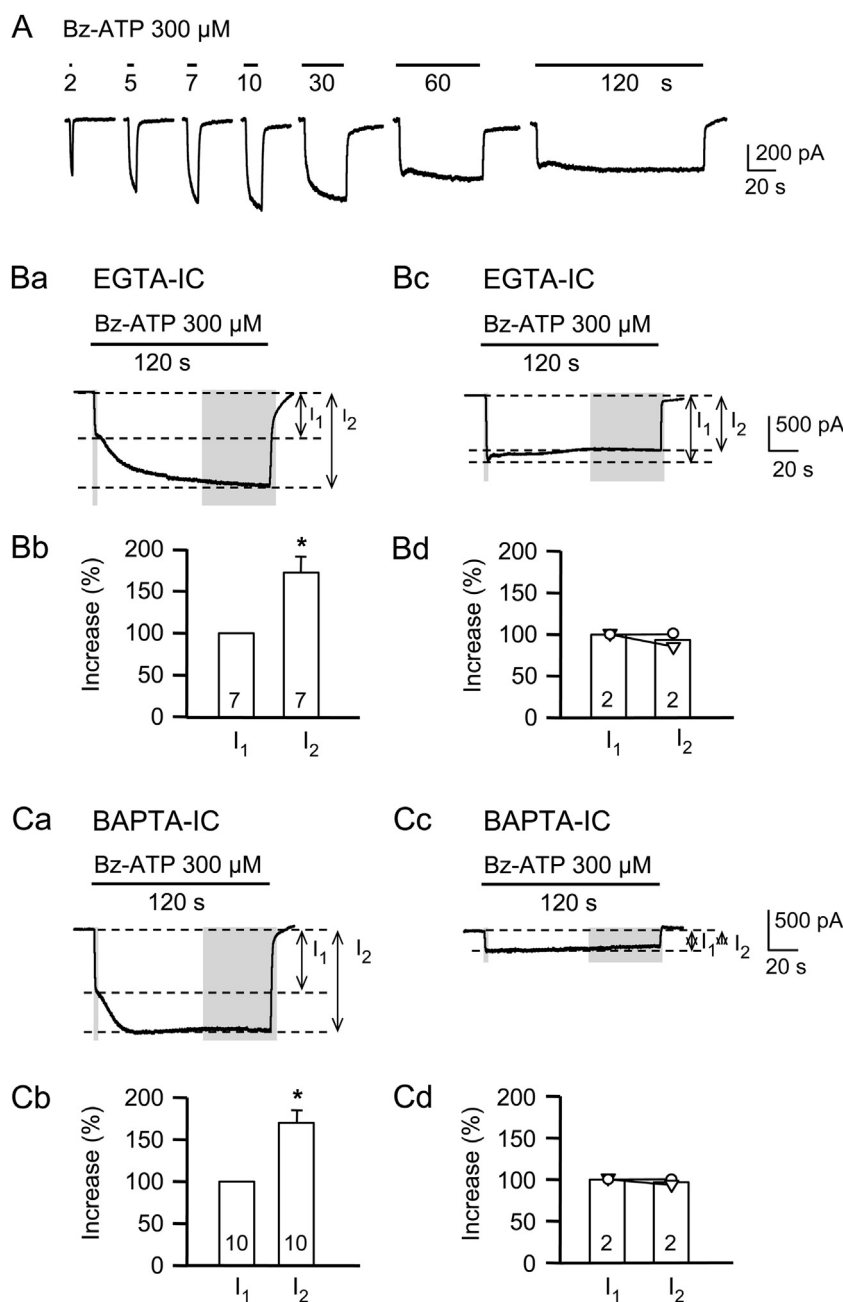 A Bz-ATP 300 µM
2 5 7 10 30 60 120 s
200 pA
20 s
Ba EGTA-IC
Bz-ATP 300 µM
120 s
I₁ I₂
Bc EGTA-IC
Bz-ATP 300 µM
120 s
I₁ I₂
500 pA
20 s
Bb
Increase (%)
200
150
100
50
0
*
7 7
I₁ I₂
Bd
Increase (%)
200
150
100
50
0
2 2
I₁ I₂
Ca BAPTA-IC
Bz-ATP 300 µM
120 s
I₁ I₂
Cc BAPTA-IC
Bz-ATP 300 µM
120 s
I₁ I₂
500 pA
20 s
Cb
Increase (%)
200
150
100
50
0
*
10 10
I₁ I₂
Cd
Increase (%)
200
150
100
50
0
2 2
I₁ I₂